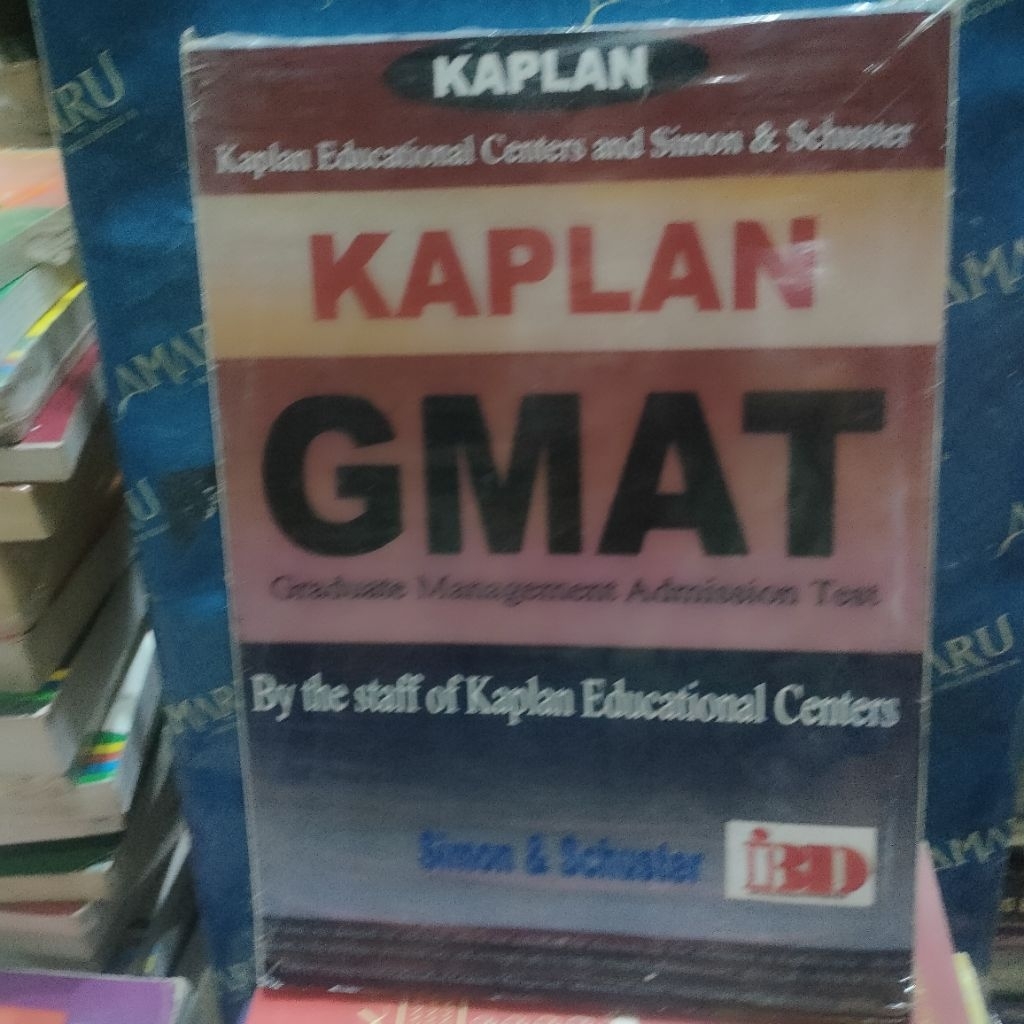 KAPLAN
Kaplan Educational Centers and Simon & Schuster
KAPLAN
GMAT
Graduate Management Admission Test
By the staff of Kaplan Educational Centers
Simon & Schuster